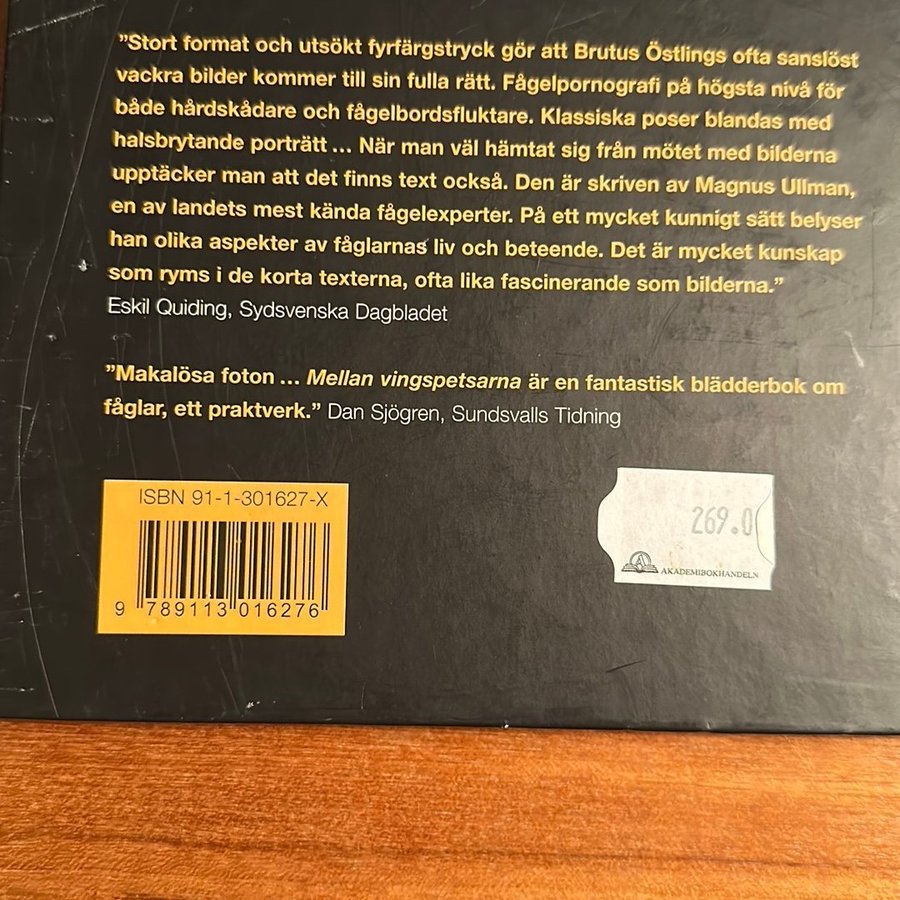 ”Stort format och utsökt fyrfärgstryck gör att Brutus Östlings ofta sanslöst
vackra bilder kommer till sin fulla rätt. Fågelpornografi på högsta nivå för
både hårdskådare och fågelbordsfluktare. Klassiska poser blandas med
halsbrytande porträtt ... När man väl hämtat sig från mötet med bilderna
upptäcker man att det finns text också. Den är skriven av Magnus Ullman,
en av landets mest kända fågelexperter. På ett mycket kunnigt sätt belyser
han olika aspekter av fåglarnas liv och beteende. Det är mycket kunskap
som ryms i de korta texterna, ofta lika fascinerande som bilderna.”
Eskil Quiding, Sydsvenska Dagbladet
”Makalösa foton ... Mellan vingspetsarna är en fantastisk blädderbok om
fåglar, ett praktverk.” Dan Sjögren, Sundsvalls Tidning
ISBN 91-1-301627-X
9 789113 016276
269.0
AKADEMIBOKHANDELN